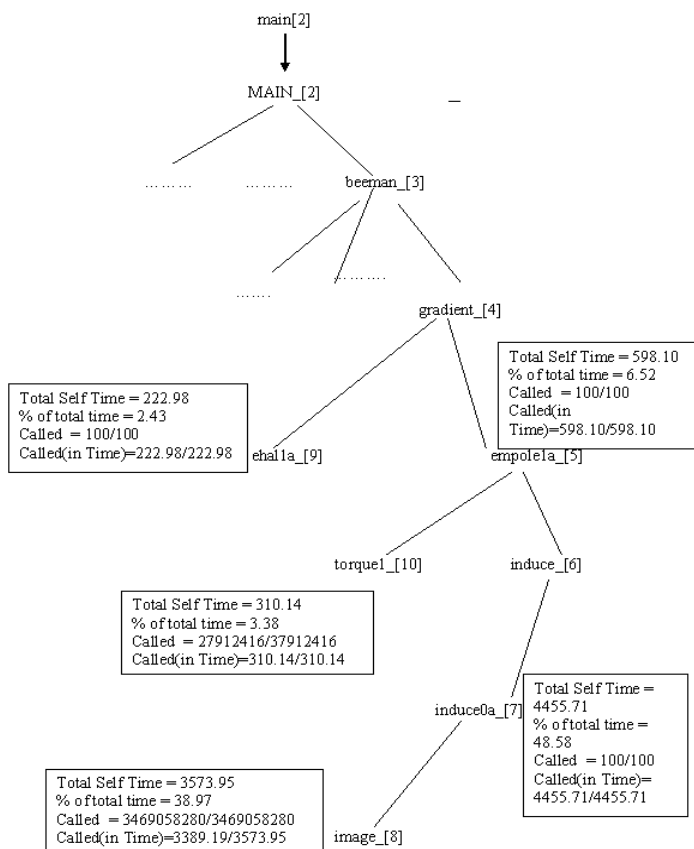 main[2]
MAIN_[2]
_
………
………
beeman_[3]
……….
…….
gradient_[4]
Total Self Time = 598.10
% of total time = 6.52
Called = 100/100
Called(in
Time)=598.10/598.10
Total Self Time = 222.98
% of total time = 2.43
Called = 100/100
Called(in Time)=222.98/222.98
ehal1a_[9]
empole1a_[5]
torque1_[10]
induce_[6]
Total Self Time = 310.14
% of total time = 3.38
Called = 27912416/37912416
Called(in Time)=310.14/310.14
Total Self Time =
4455.71
% of total time =
48.58
Called = 100/100
Called(in Time)=
4455.71/4455.71
induce0a_[7]
Total Self Time = 3573.95
% of total time = 38.97
Called = 3469058280/3469058280
Called(in Time)=3389.19/3573.95
image_[8]